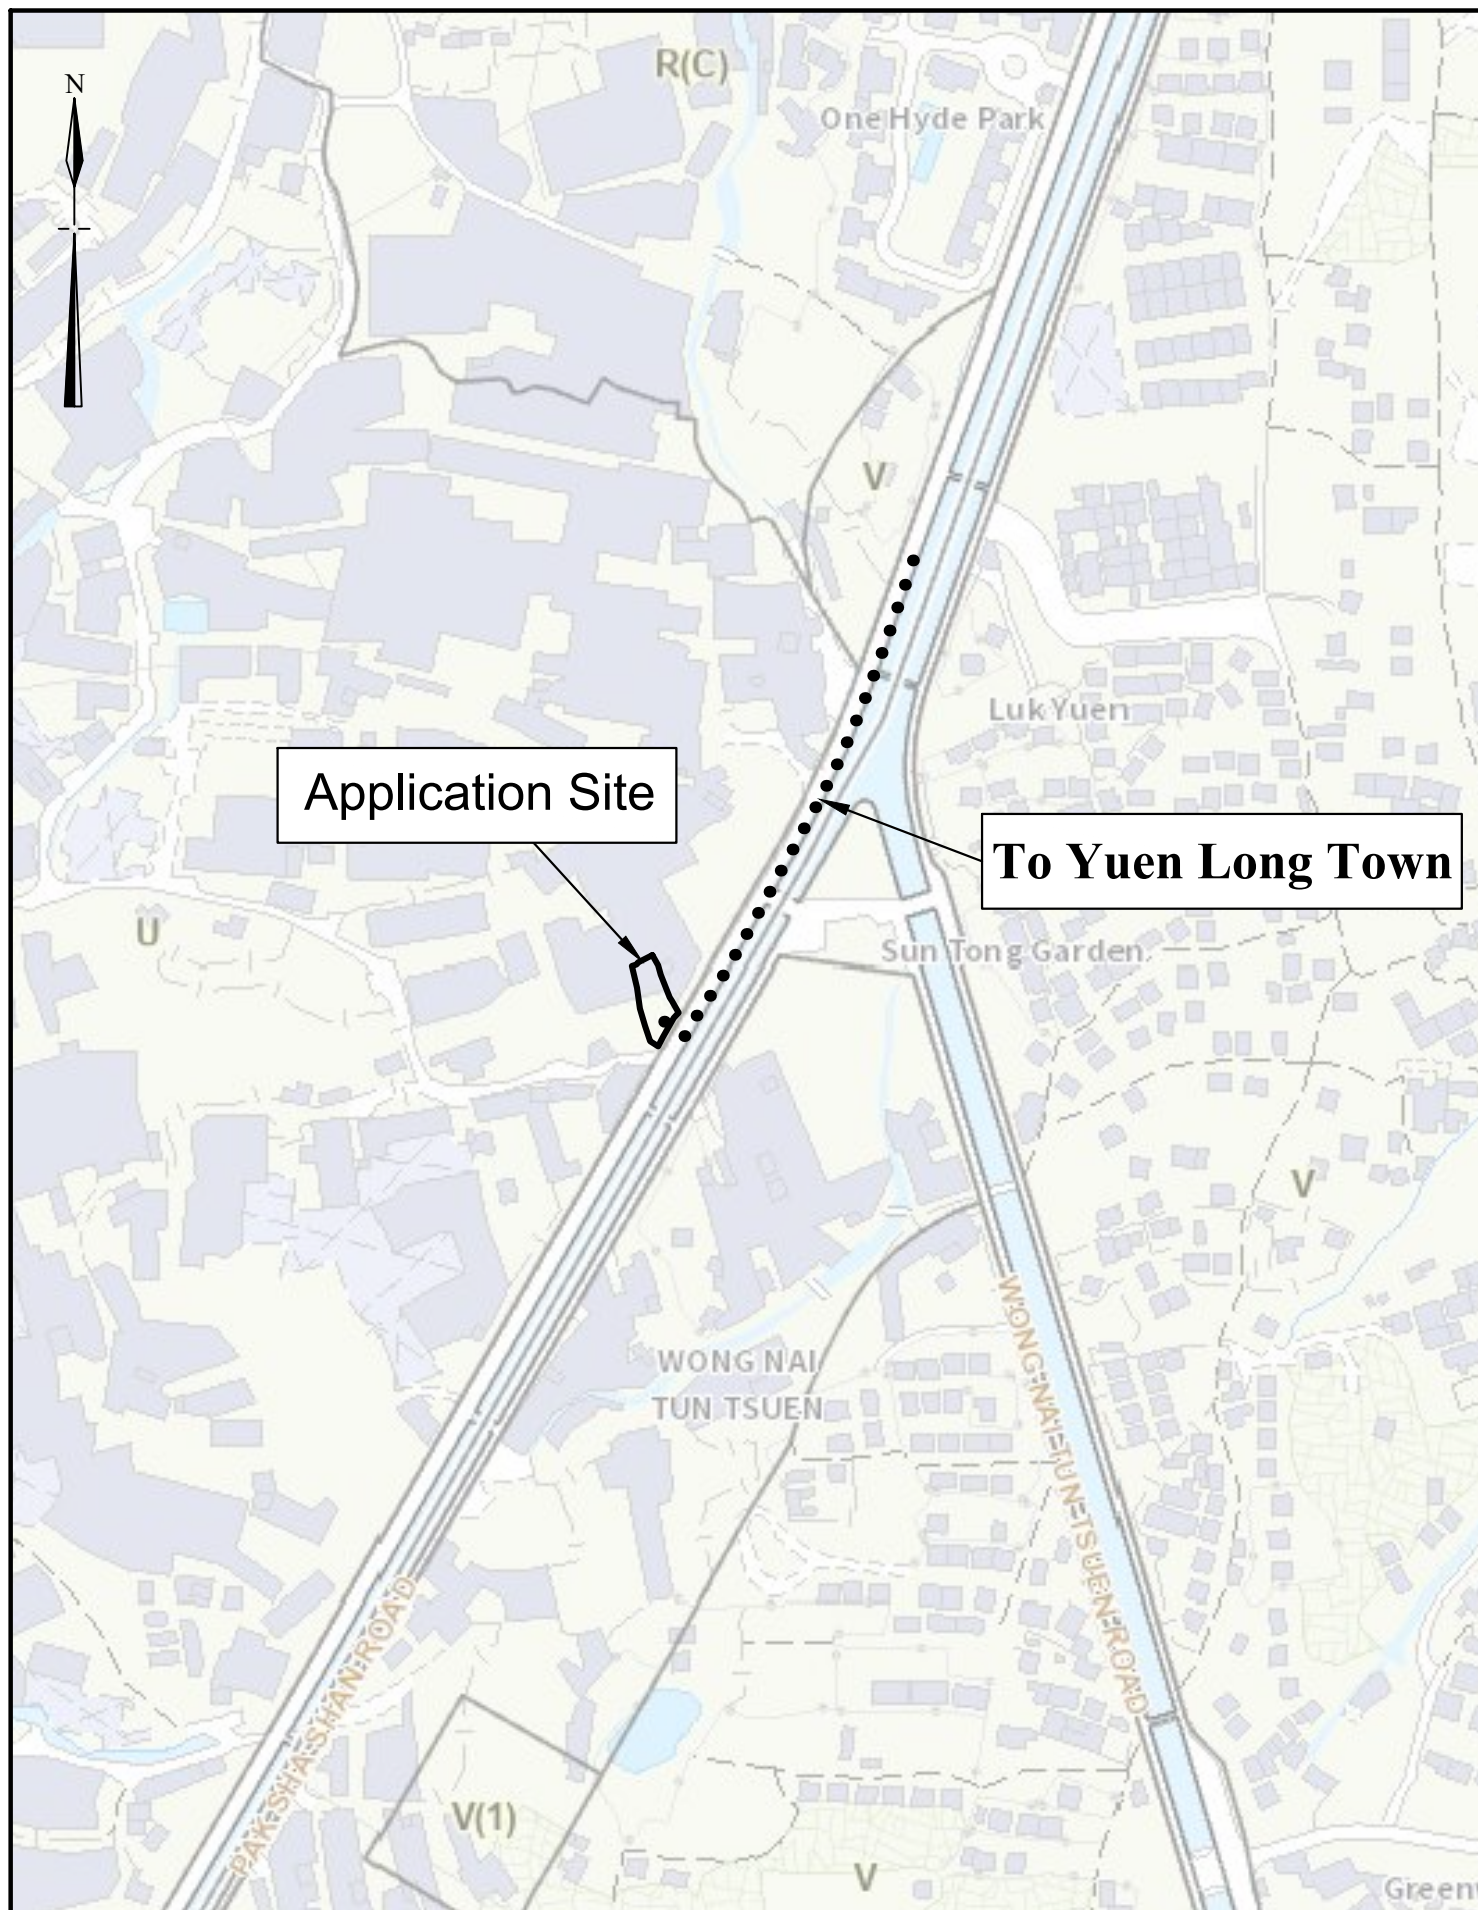 R(C)
N
One Hyde Park
V
Luk Yuen
Application Site
To Yuen Long Town
U
Sun Tong Garden
V
WONG NAI
TUN TSUEN
WONG NAI TUN TSUEN ROAD
PAK SHA SHAN ROAD
V(1)
V